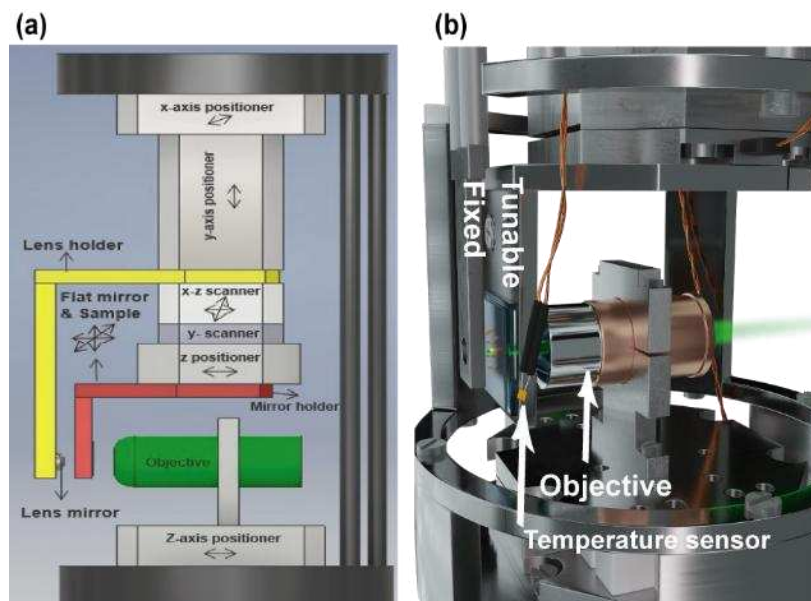 (a)
x-axis positioner
y-axis positioner
Lens holder
x-z scanner
Flat mirror
& Sample
y- scanner
z positioner
Mirror holder
Objective
Lens mirror
Z-axis positioner
(b)
Fixed
Tunable
Objective
Temperature sensor